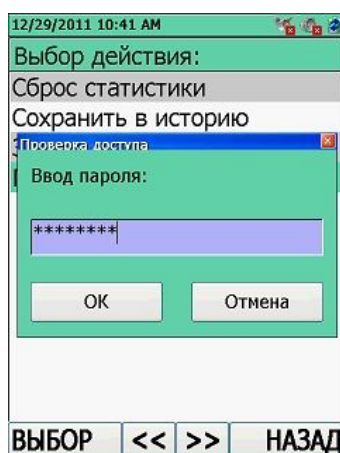 12/29/2011 10:41 AM
Выбор действия:
Сброс статистики
Сохранить в историю
Проверка доступа
Ввод пароля:
********
ОК
Отмена
ВЫБОР << >> НАЗАД